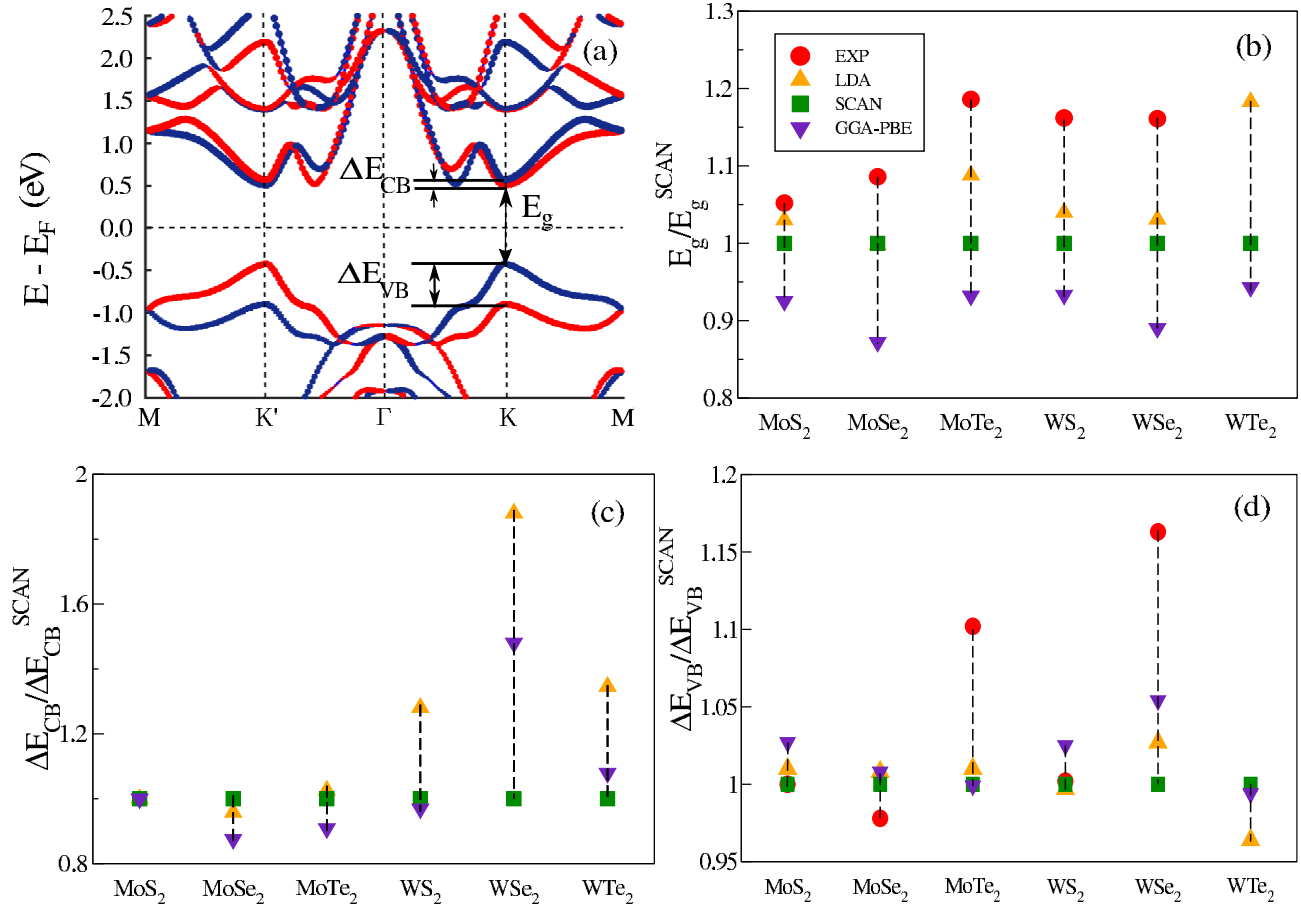 (a)
E - E_F (eV)
2.5
2.0
1.5
1.0
0.5
0.0
-0.5
-1.0
-1.5
-2.0
ΔE_CB
E_g
ΔE_VB
M K' Γ K M
(b)
E_g/E_g^SCAN
1.3
1.2
1.1
1
0.9
0.8
EXP
LDA
SCAN
GGA-PBE
MoS₂ MoSe₂ MoTe₂ WS₂ WSe₂ WTe₂
(c)
ΔE_CB/ΔE_CB^SCAN
2
1.6
1.2
0.8
MoS₂ MoSe₂ MoTe₂ WS₂ WSe₂ WTe₂
(d)
ΔE_VB/ΔE_VB^SCAN
1.2
1.15
1.1
1.05
1
0.95
MoS₂ MoSe₂ MoTe₂ WS₂ WSe₂ WTe₂